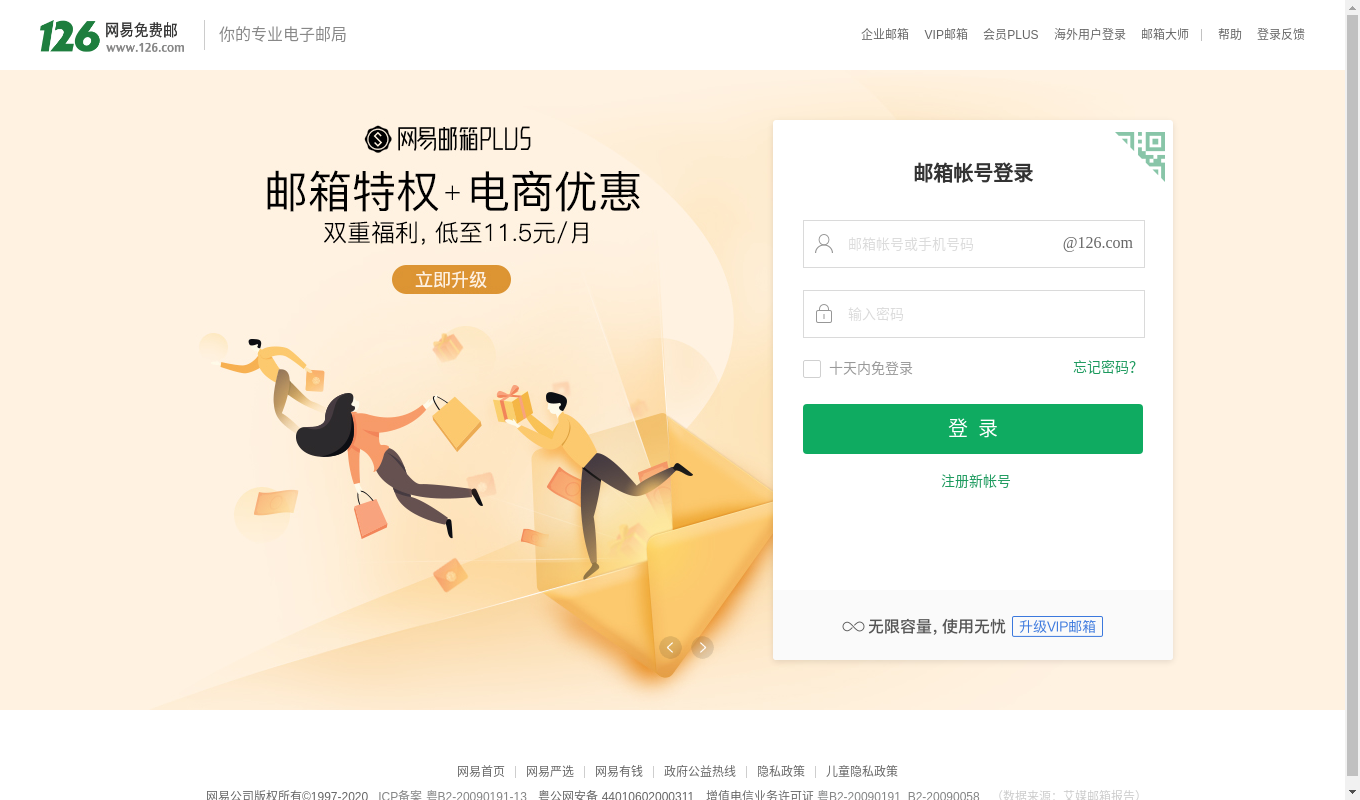 126 网易免费邮 www.126.com 你的专业电子邮局 企业邮箱 VIP邮箱 会员PLUS 海外用户登录 邮箱大师 | 帮助 登录反馈
网易邮箱PLUS
邮箱特权+电商优惠
双重福利, 低至11.5元/月
立即升级
邮箱帐号登录
邮箱帐号或手机号码 @126.com
输入密码
十天内免登录 忘记密码?
登 录
注册新帐号
无限容量, 使用无忧 升级VIP邮箱
网易首页 | 网易严选 | 网易有钱 | 政府公益热线 | 隐私政策 | 儿童隐私政策
网易公司版权所有©1997-2020 ICP备案 粤B2-20090191-13 粤公网安备 44010602000311 增值电信业务许可证 粤B2-20090191 B2-20090058 （数据来源：艾媒邮箱报告）